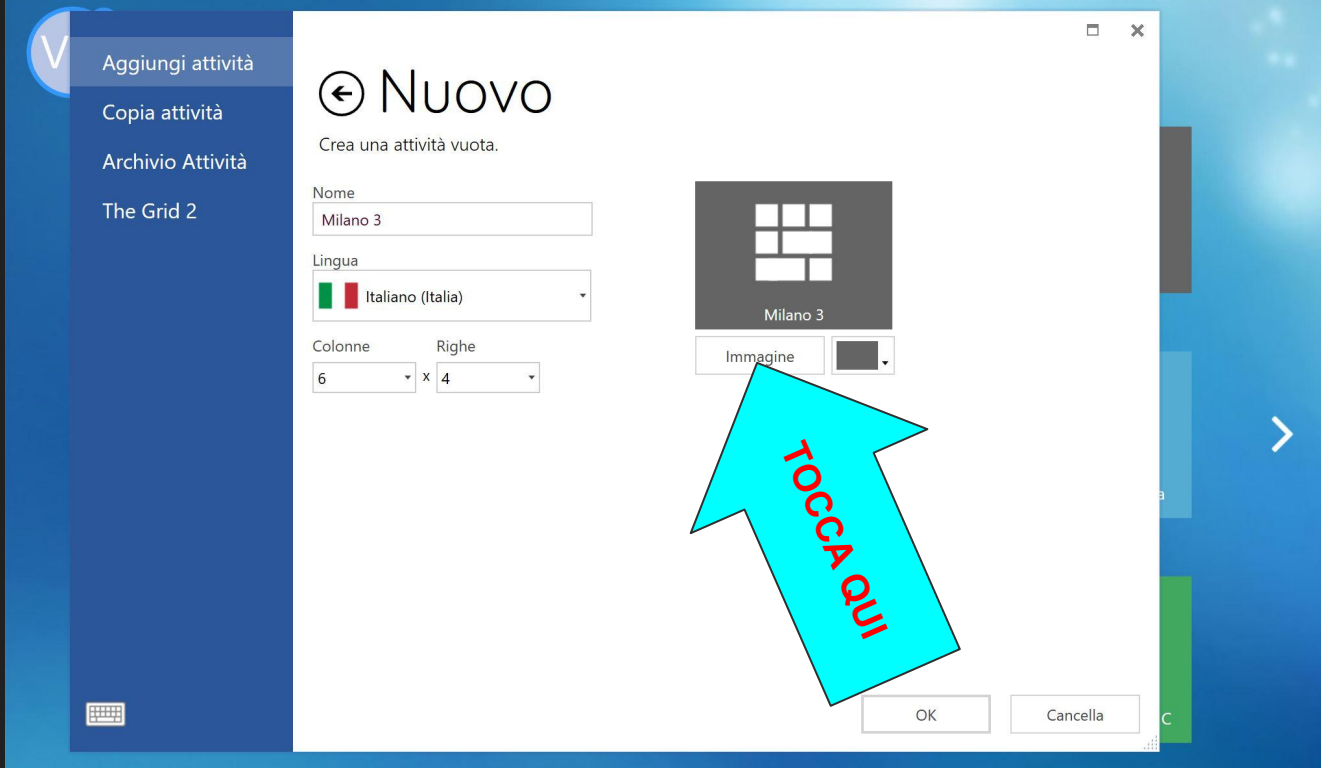 V
Aggiungi attività
Copia attività
Archivio Attività
The Grid 2
Nuovo
Crea una attività vuota.
Nome
Milano 3
Lingua
Italiano (Italia)
Colonne Righe
6 x 4
Milano 3
Immagine
TOCCA QUI
OK Cancella
a
C